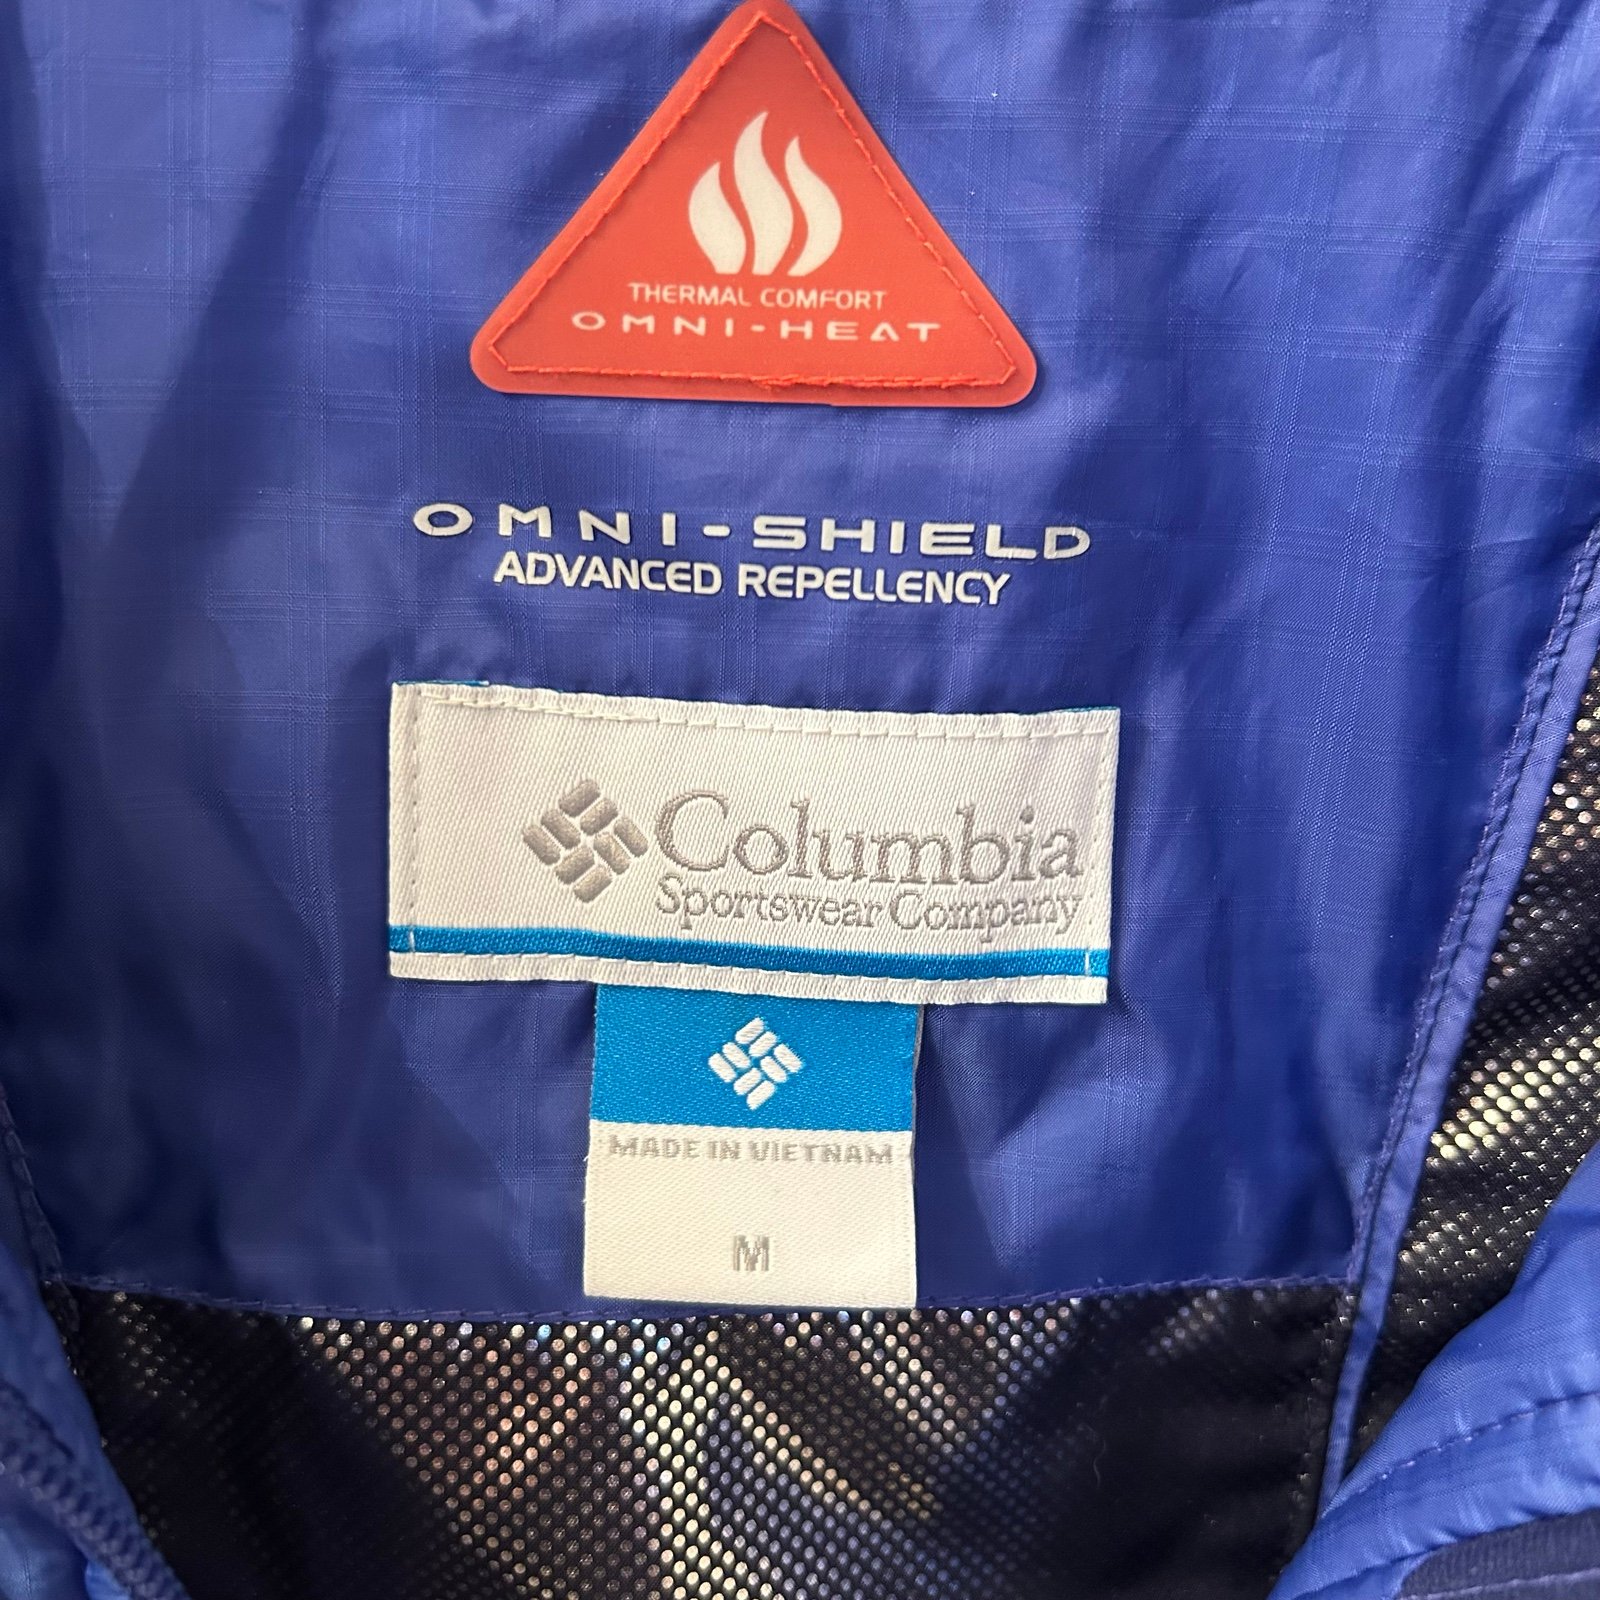 THERMAL COMFORT
OMNI-HEAT
OMNI-SHIELD
ADVANCED REPELLENCY
Columbia
Sportswear Company
MADE IN VIETNAM
M